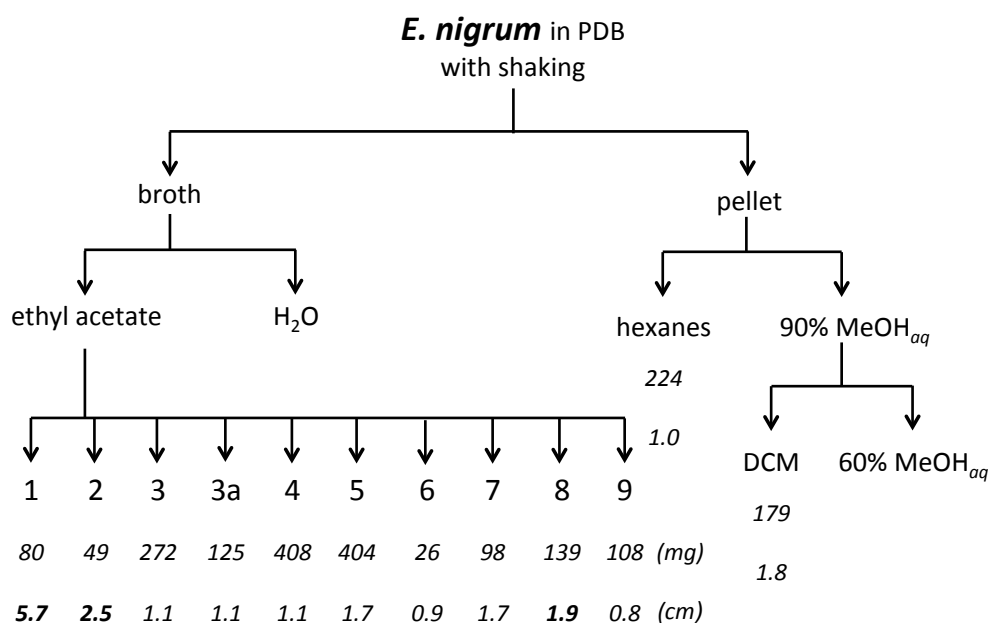 E. nigrum in PDB
with shaking
broth
pellet
ethyl acetate
H₂O
hexanes
90% MeOHaq
224
1.0
DCM
60% MeOHaq
179
1.8
1 2 3 3a 4 5 6 7 8 9
80 49 272 125 408 404 26 98 139 108 (mg)
5.7 2.5 1.1 1.1 1.1 1.7 0.9 1.7 1.9 0.8 (cm)